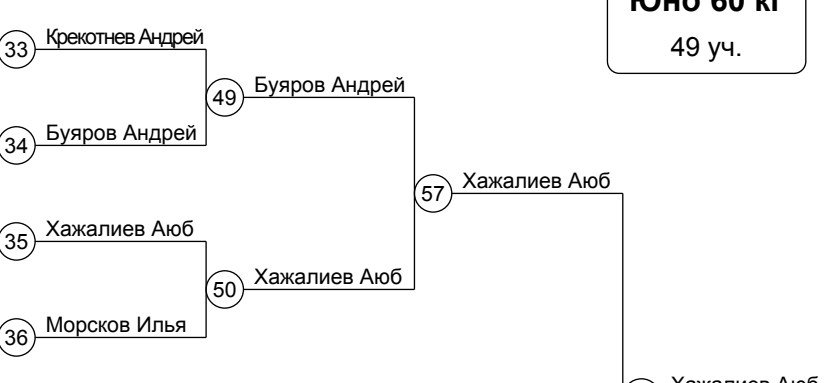 Юно 60 кг
49 уч.
33 Крекотнев Андрей
49 Буяров Андрей
34 Буяров Андрей
57 Хажалиев Аюб
35 Хажалиев Аюб
50 Хажалиев Аюб
36 Морсков Илья
Хажалиев Аюб